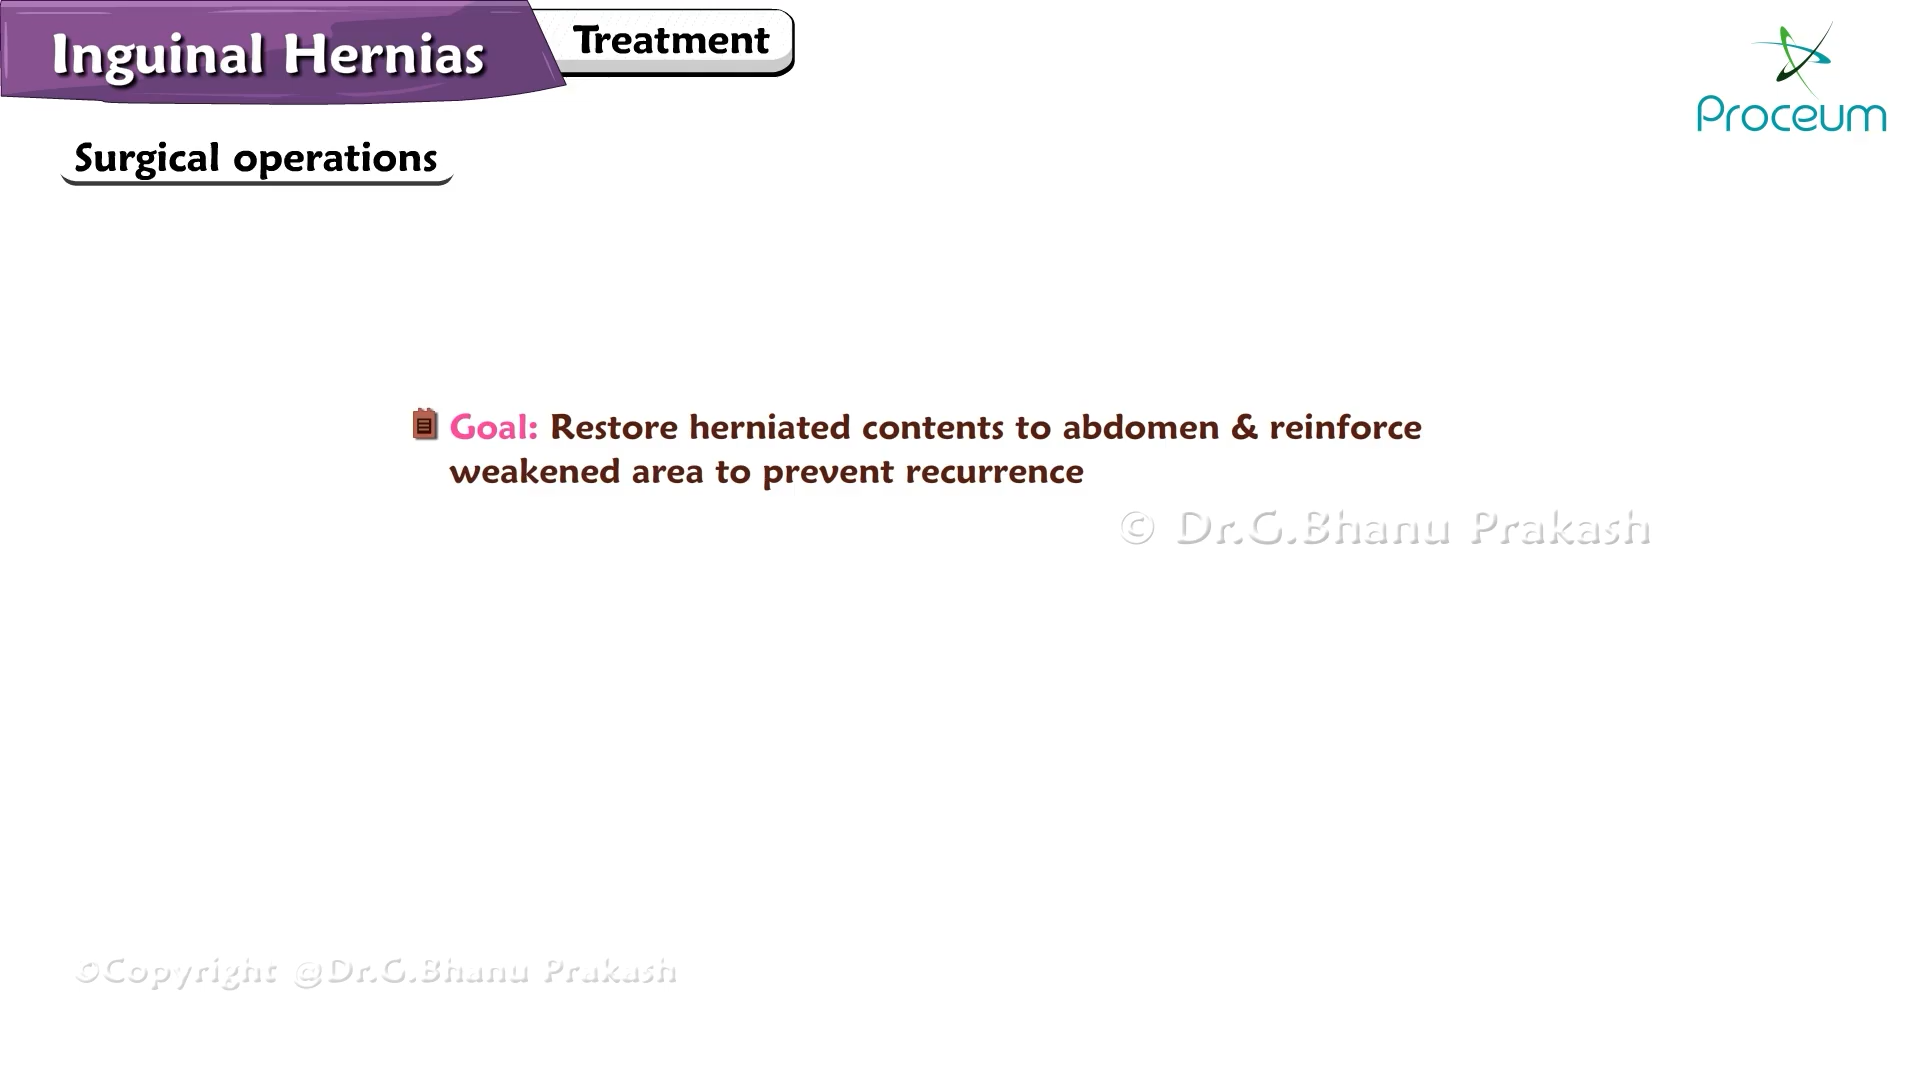 Inguinal Hernias
Treatment
Proceum
Surgical operations
Goal: Restore herniated contents to abdomen & reinforce
weakened area to prevent recurrence
© Dr.G.Bhanu Prakash
©Copyright @Dr.G.Bhanu Prakash